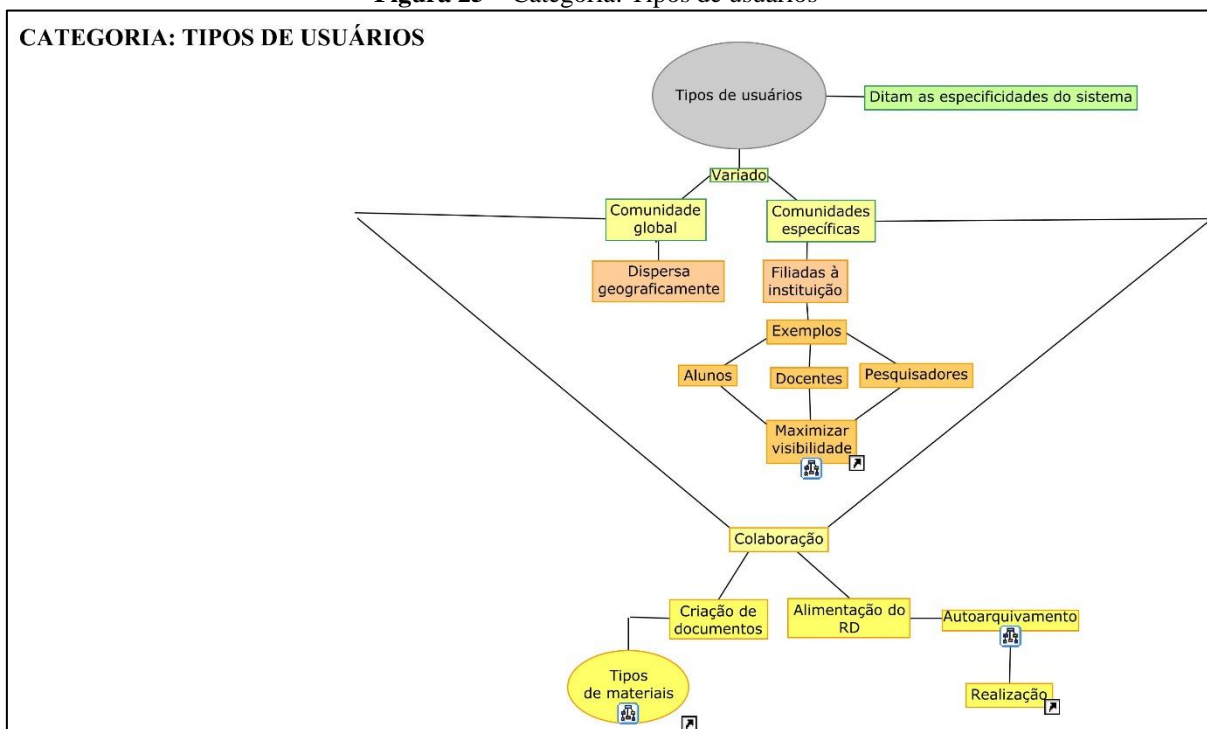 Figura 25 – Categoria: Tipos de usuários
CATEGORIA: TIPOS DE USUÁRIOS
Tipos de usuários
Ditam as especificidades do sistema
Variado
Comunidade
global
Comunidades
específicas
Dispersa
geograficamente
Filiadas à
instituição
Exemplos
Alunos
Docentes
Pesquisadores
Maximizar
visibilidade
Colaboração
Criação de
documentos
Alimentação do
RD
Autoarquivamento
Tipos
de materiais
Realização